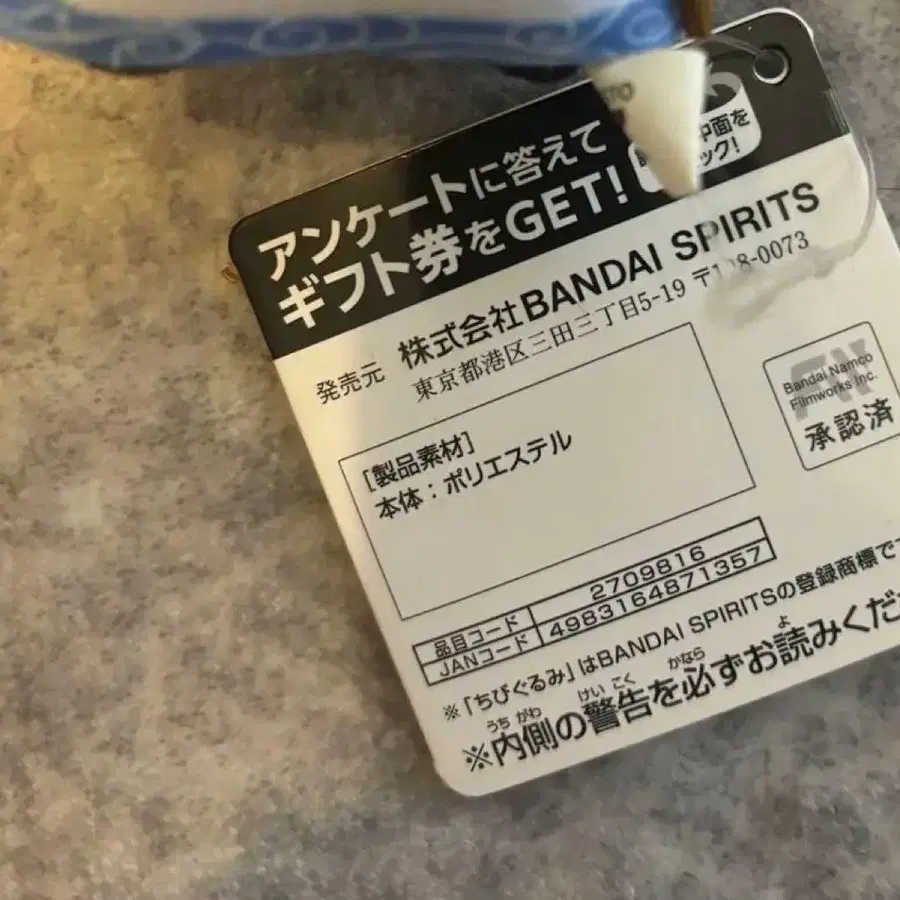 アンケートに答えて
ギフト券をGET!
中面を
ック!
発売元 株式会社BANDAI SPIRITS
東京都港区三田三丁目5-19 〒108-0073
Bandai Namco
Filmworks Inc.
承認済
[製品素材]
本体：ポリエステル
品目コード 2709816
JANコード 4983164871357
※「ちびぐるみ」はBANDAI SPIRITSの登録商標で
※内側の警告を必ずお読みくだ